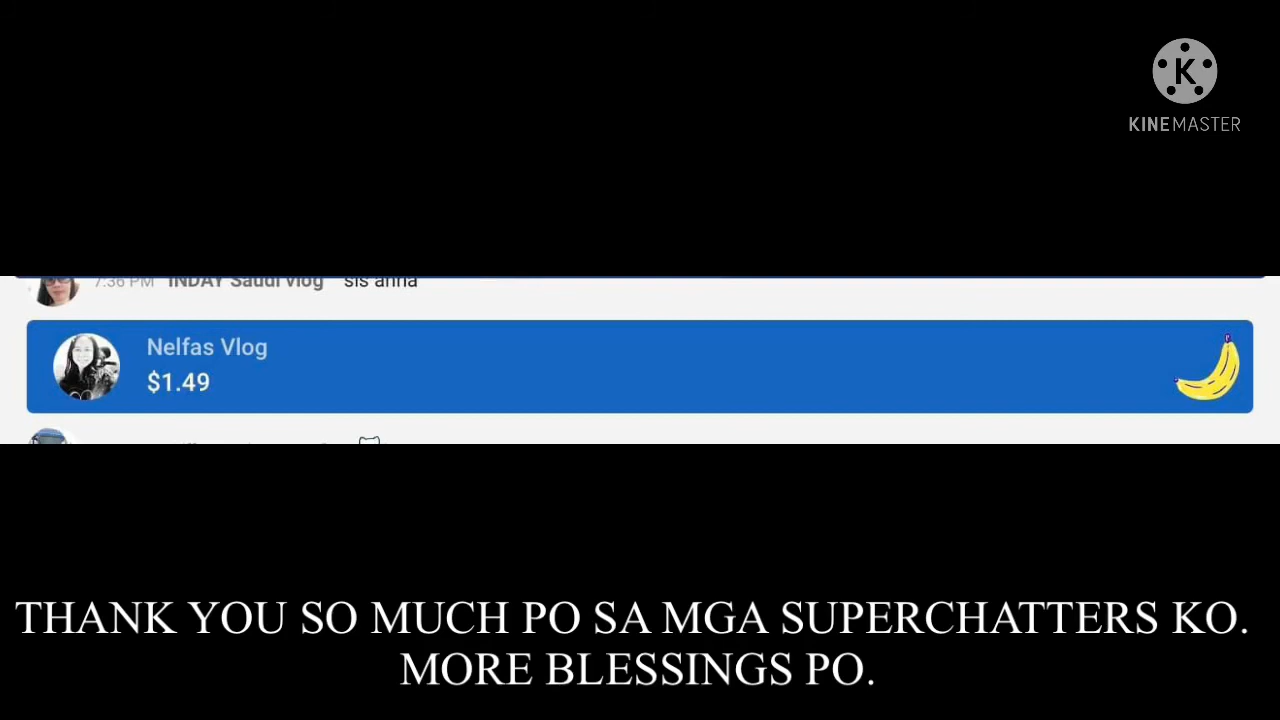 K
KINEMASTER
7:36 PM INDAY Saudi vlog sis anna
Nelfas Vlog
$1.49
THANK YOU SO MUCH PO SA MGA SUPERCHATTERS KO.
MORE BLESSINGS PO.